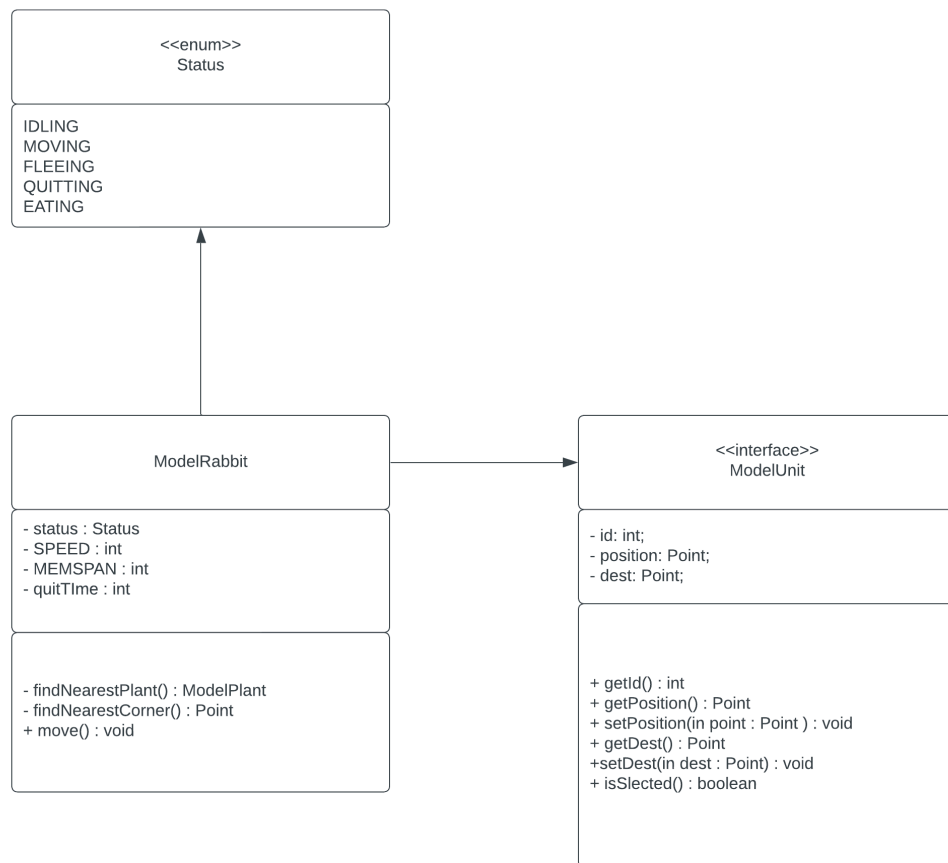 <<enum>>
Status
IDLING
MOVING
FLEEING
QUITTING
EATING
ModelRabbit
- status : Status
- SPEED : int
- MEMSPAN : int
- quitTIme : int
- findNearestPlant() : ModelPlant
- findNearestCorner() : Point
+ move() : void
<<interface>>
ModelUnit
- id: int;
- position: Point;
- dest: Point;
+ getId() : int
+ getPosition() : Point
+ setPosition(in point : Point ) : void
+ getDest() : Point
+setDest(in dest : Point) : void
+ isSlected() : boolean